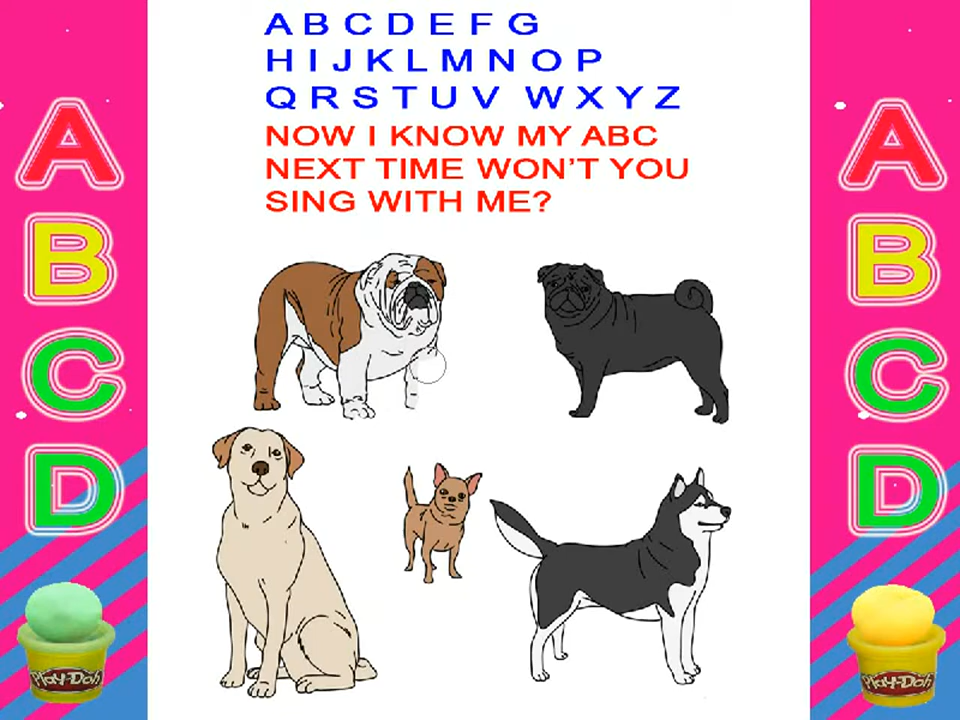 A B C D E F G
H I J K L M N O P
Q R S T U V W X Y Z
NOW I KNOW MY ABC
NEXT TIME WON'T YOU
SING WITH ME?
A
B
C
D
Play-Doh
A
B
C
D
Play-Doh